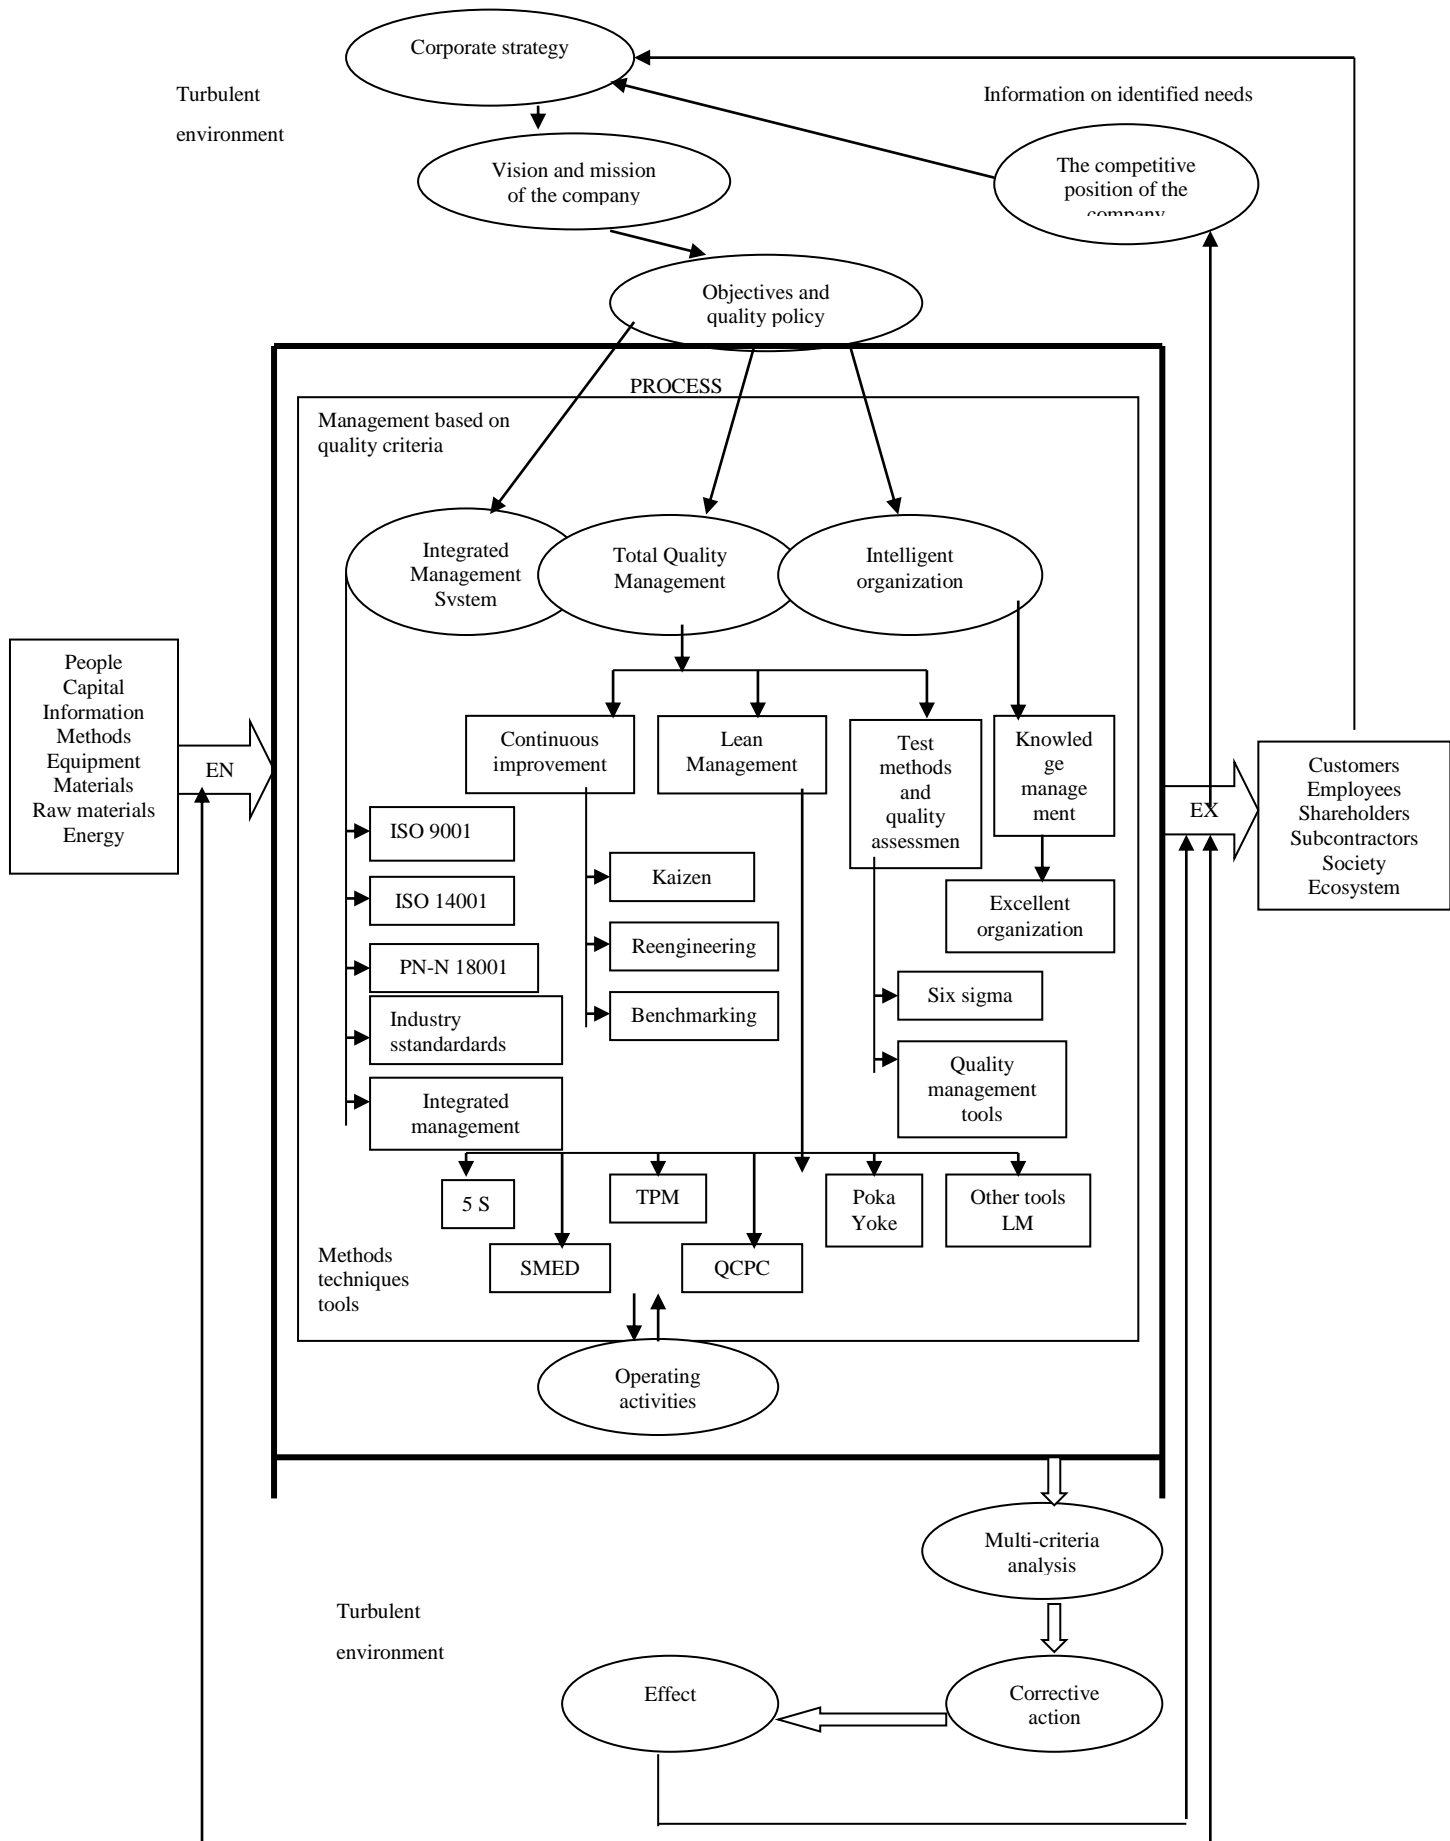 Corporate strategy
Turbulent
environment
Information on identified needs
Vision and mission
of the company
The competitive
position of the
company
Objectives and
quality policy
PROCESS
Management based on
quality criteria
Integrated
Management
System
Total Quality
Management
Intelligent
organization
People
Capital
Information
Methods
Equipment
Materials
Raw materials
Energy
EN
Continuous
improvement
Lean
Management
Test
methods
and
quality
assessmen
Knowled
ge manage
ment
EX
Customers
Employees
Shareholders
Subcontractors
Society
Ecosystem
ISO 9001
ISO 14001
PN-N 18001
Industry
sstandardards
Integrated
management
Kaizen
Reengineering
Benchmarking
Excellent
organization
Six sigma
Quality
management
tools
5 S
TPM
Poka
Yoke
Other tools
LM
SMED
QCPC
Methods
techniques
tools
Operating
activities
Multi-criteria
analysis
Turbulent
environment
Effect
Corrective
action